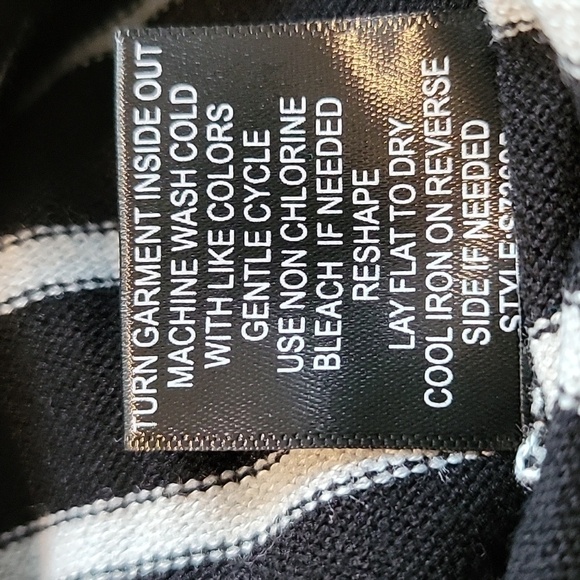 TURN GARMENT INSIDE OUT
MACHINE WASH COLD
WITH LIKE COLORS
GENTLE CYCLE
USE NON CHLORINE
BLEACH IF NEEDED
RESHAPE
LAY FLAT TO DRY
COOL IRON ON REVERSE
SIDE IF NEEDED
STYLE